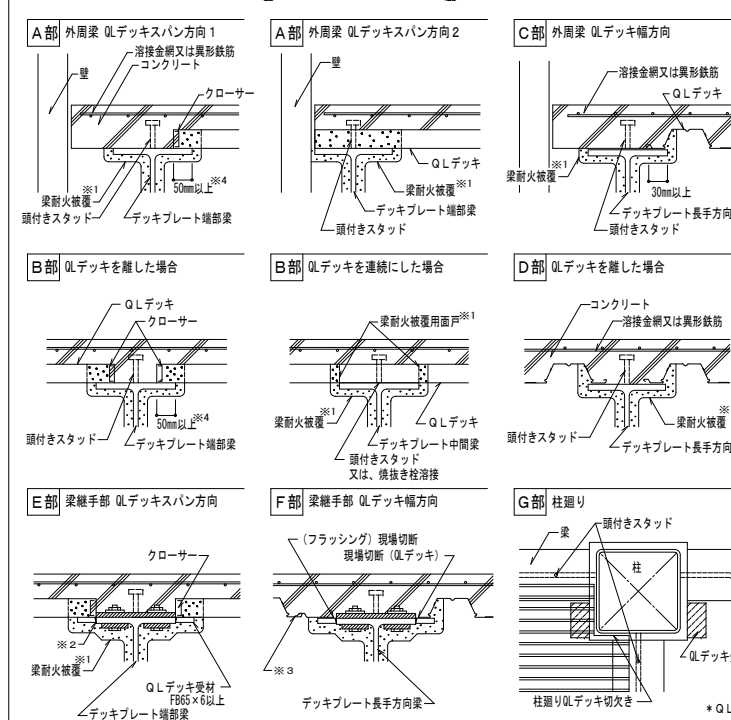 A部 外周梁 QLデッキスパン方向1
溶接金網又は異形鉄筋
コンクリート
壁
クローサー
※1
梁耐火被覆
50mm以上※4
頭付きスタッド
デッキプレート端部梁
A部 外周梁 QLデッキスパン方向2
壁
QLデッキ
梁耐火被覆※1
デッキプレート端部梁
頭付きスタッド
C部 外周梁 QLデッキ幅方向
溶接金網又は異形鉄筋
QLデッキ
※1
梁耐火被覆
30mm以上
デッキプレート長手方向
頭付きスタッド
B部 QLデッキを離した場合
QLデッキ
クローサー
※1
梁耐火被覆
50mm以上※4
頭付きスタッド
デッキプレート端部梁
B部 QLデッキを連続にした場合
梁耐火被覆用面戸※1
※1
梁耐火被覆
QLデッキ
デッキプレート中間梁
頭付きスタッド
又は、焼抜き栓溶接
D部 QLデッキを離した場合
コンクリート
溶接金網又は異形鉄筋
※
梁耐火被覆
頭付きスタッド
デッキプレート長手方向
E部 梁継手部 QLデッキスパン方向
クローサー
※2
※1
梁耐火被覆
QLデッキ受材
FB65×6以上
デッキプレート端部梁
F部 梁継手部 QLデッキ幅方向
(フラッシング)現場切断
現場切断(QLデッキ)
※3
デッキプレート長手方向梁
G部 柱廻り
梁
頭付きスタッド
柱
QLデッキ
柱廻りQLデッキ切欠き
*QL